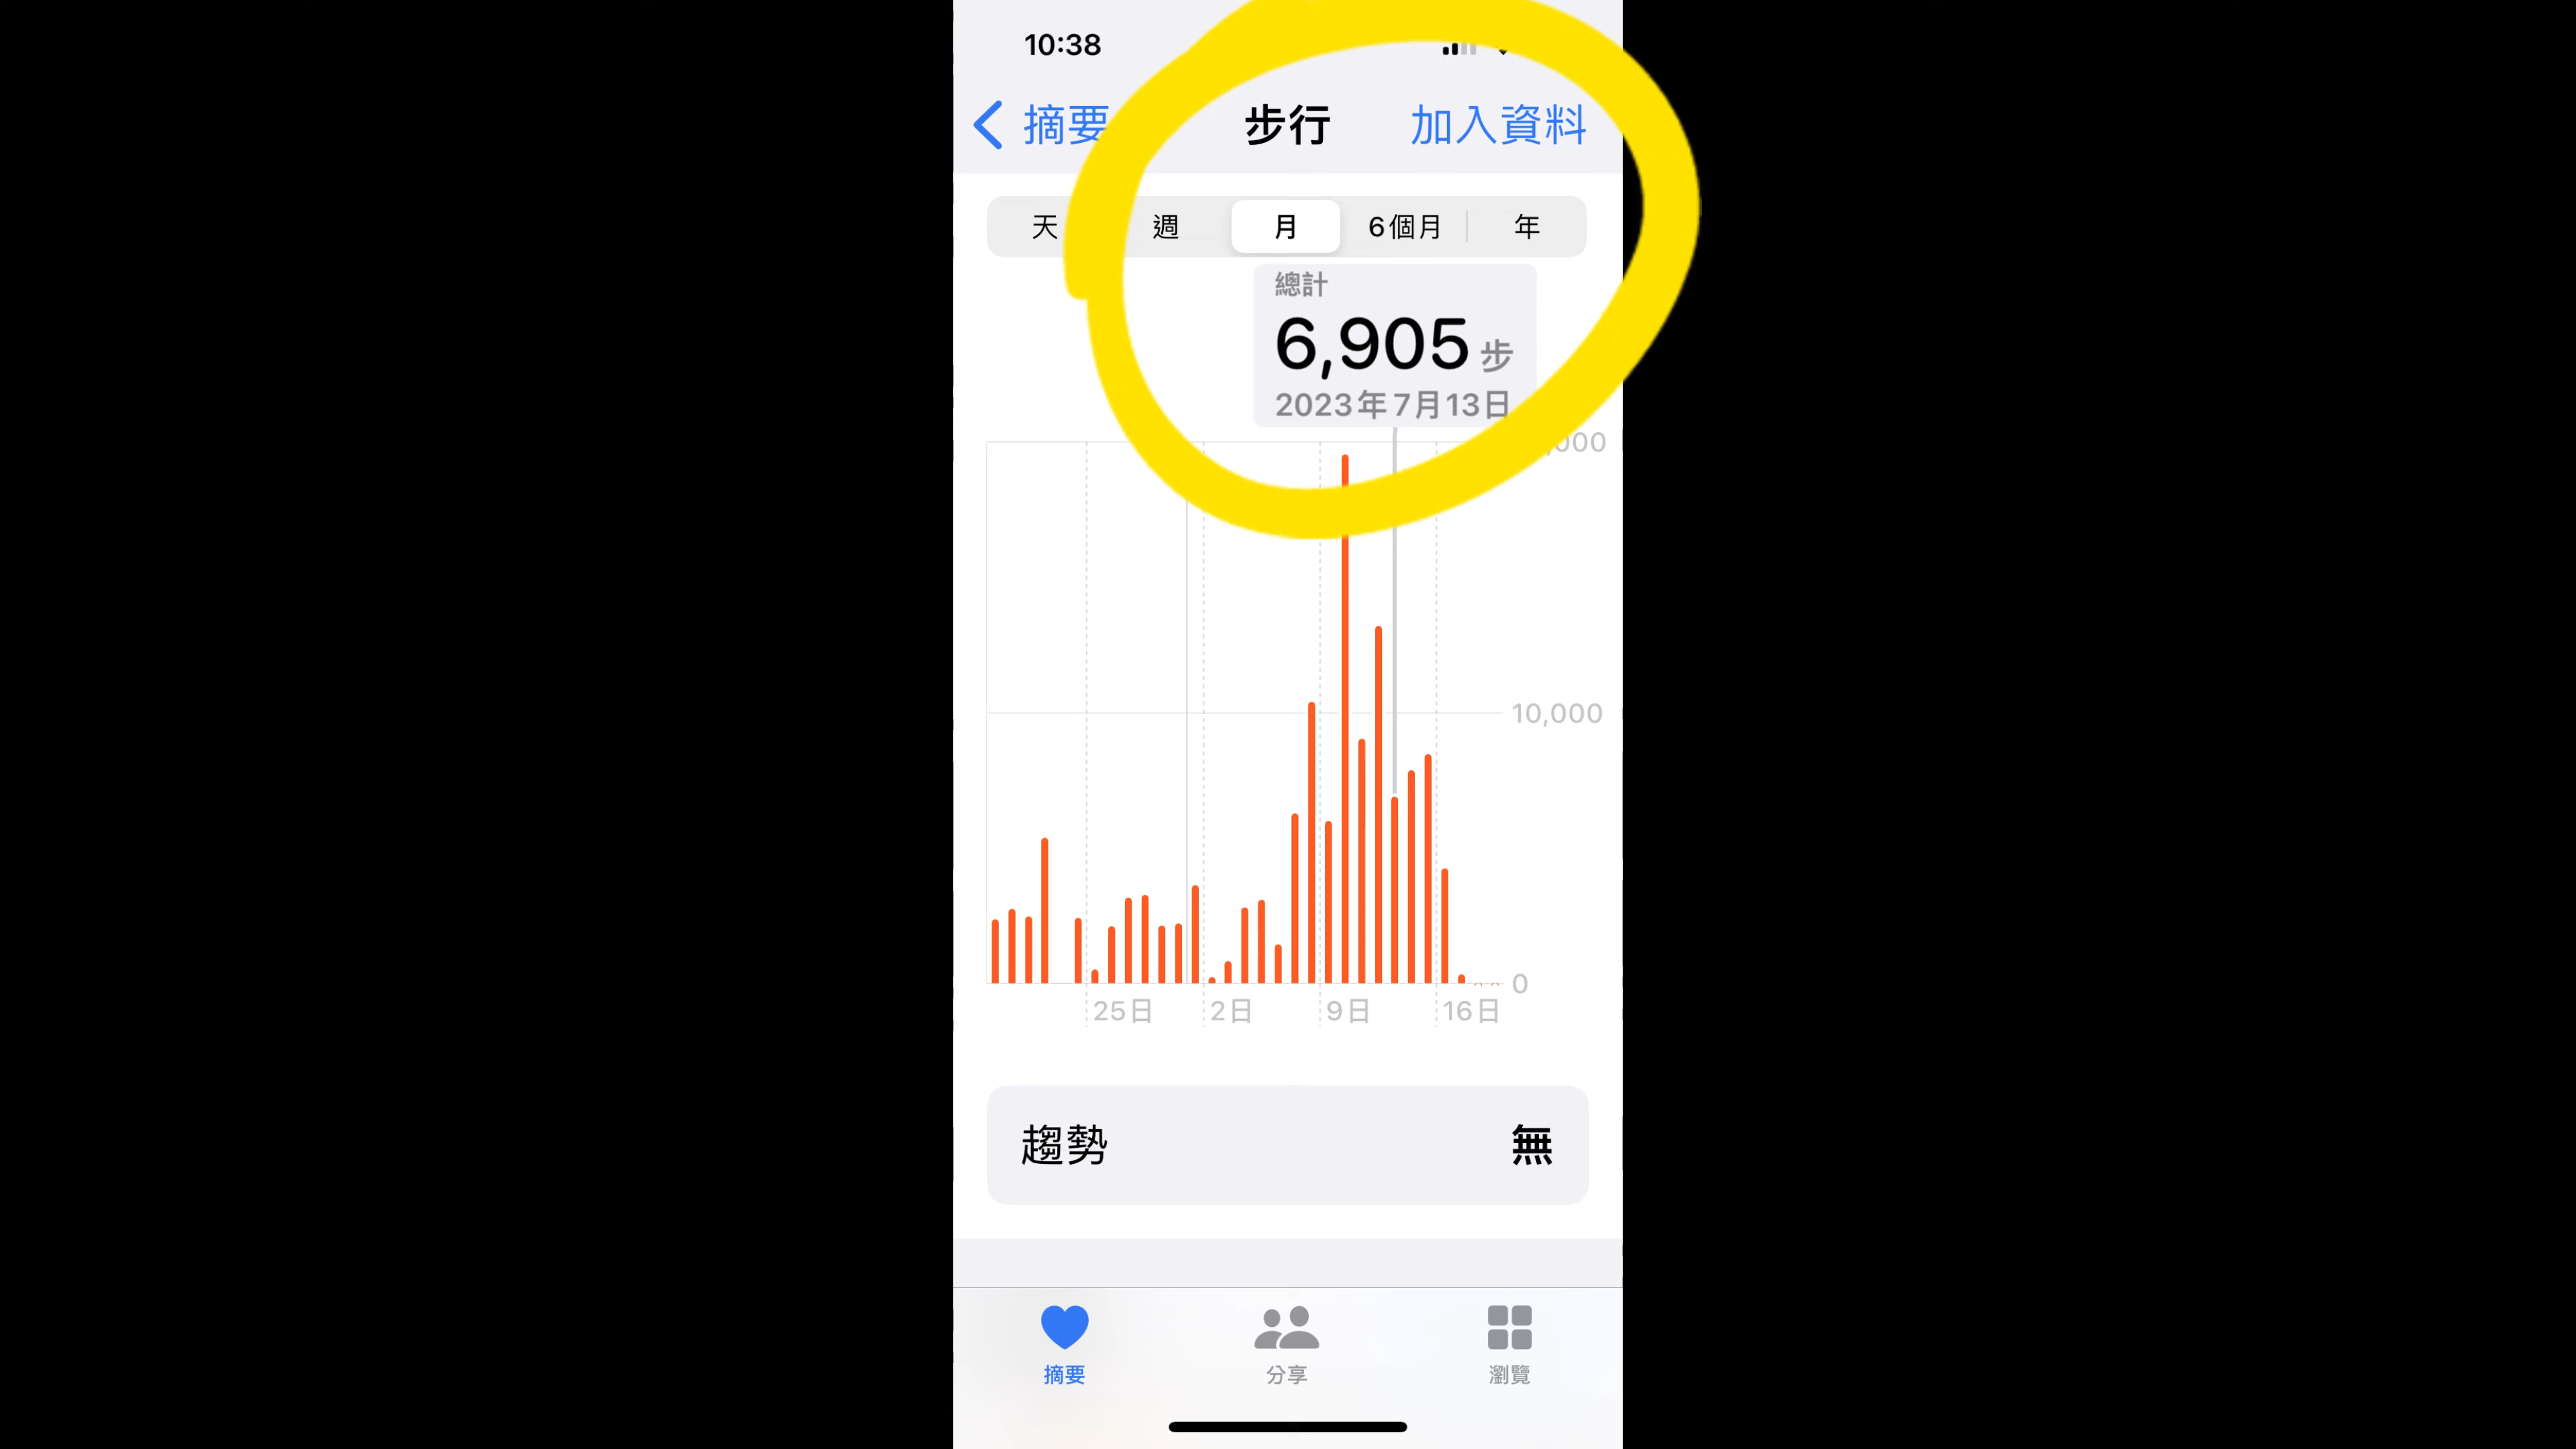 10:38
摘要 步行 加入資料
天 週 月 6個月 年
總計
6,905 步
2023年7月13日
,000
10,000
0
25日 2日 9日 16日
趨勢 無
摘要 分享 瀏覽